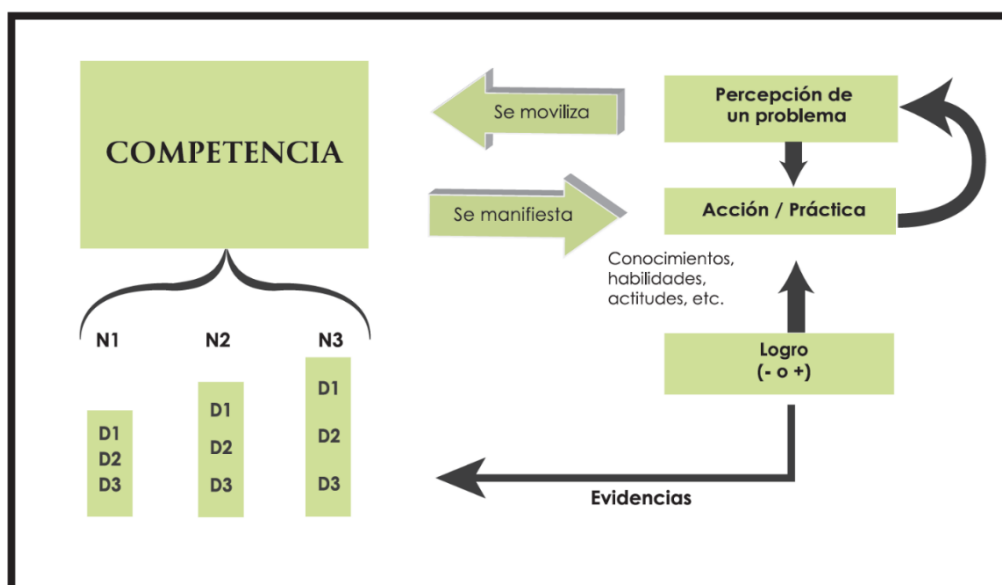 COMPETENCIA
Se moviliza
Percepción de
un problema
Se manifiesta
Acción / Práctica
Conocimientos,
habilidades,
actitudes, etc.
Logro
(- o +)
Evidencias
N1
N2
N3
D1
D2
D3
D1
D2
D3
D1
D2
D3